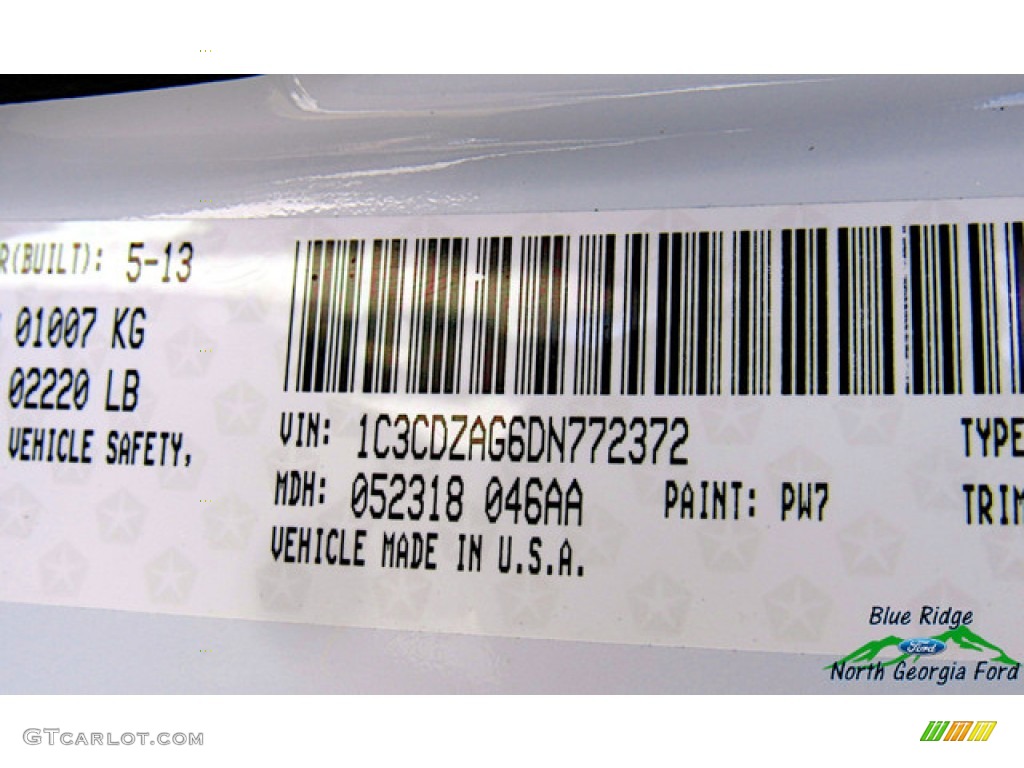 R(BUILT): 5-13
01007 KG
02220 LB
VEHICLE SAFETY,
VIN: 1C3CDZAG6DN772372 TYPE
MDH: 052318 046AA PAINT: PW7 TRIM
VEHICLE MADE IN U.S.A.
Blue Ridge
Ford
North Georgia Ford
GTCARLOT.COM